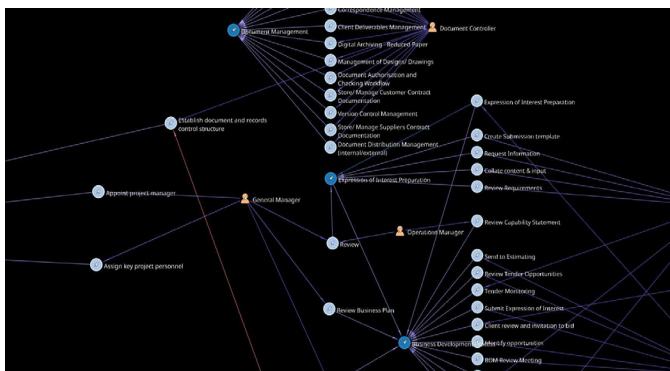 Correspondence Management
Document Management
Client Deliverables Management
Document Controller
Digital Archiving - Reduced Paper
Management of Designs/ Drawings
Document Authorisation and
Checking Workflow
Store/ Manage Customer Contract
Documentation
Version Control Management
Store/ Manage Suppliers Contract
Documentation
Document Distribution Management
(internal/external)
Establish document and records
control structure
Expression of Interest Preparation
Create Submission template
Request Information
Collate content & input
Review Requirements
Expression of Interest Preparation
Appoint project manager
General Manager
Operations Manager
Review Capability Statement
Review
Assign key project personnel
Send to Estimating
Review Tender Opportunities
Tender Monitoring
Submit Expression of Interest
Review Business Plan
Client review and invitation to bid
Business Development
Identify opportunities
ROM Review Meeting